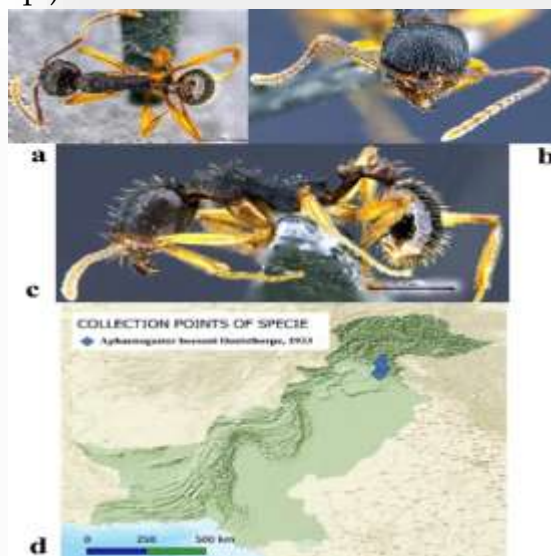 a
b
c
COLLECTION POINTS OF SPECIE
Aphaenogaster beesoni Donisthorpe, 1933
d
0 250 500 km